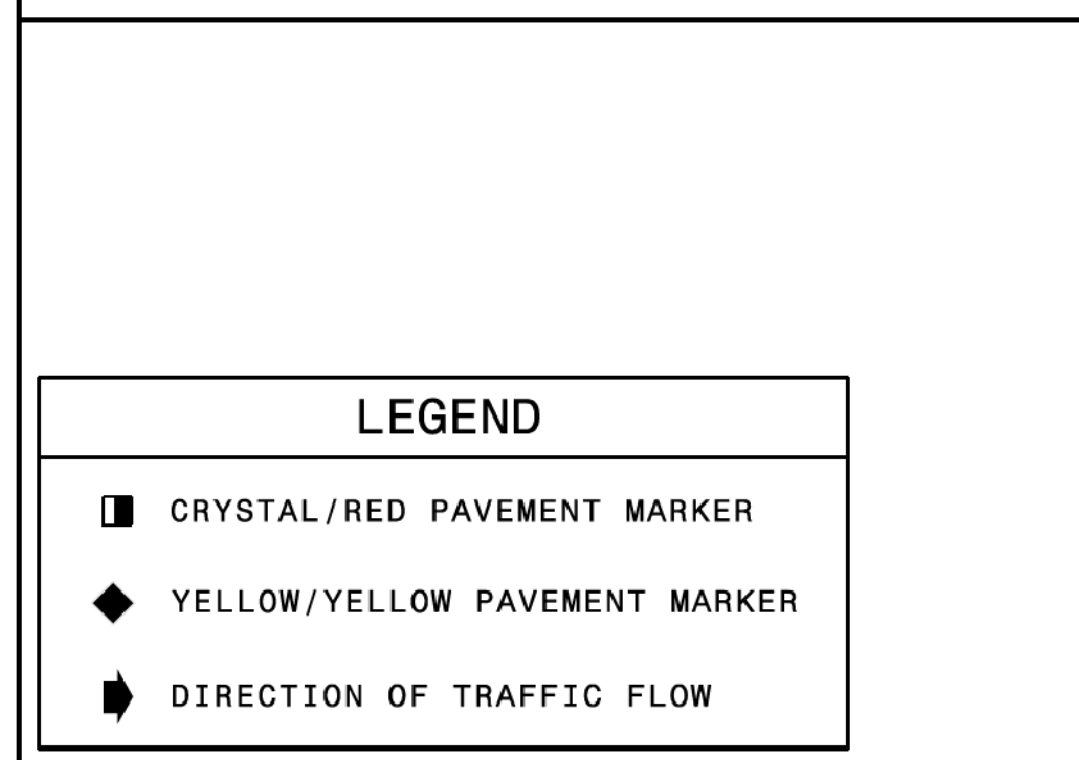 LEGEND
CRYSTAL/RED PAVEMENT MARKER
YELLOW/YELLOW PAVEMENT MARKER
DIRECTION OF TRAFFIC FLOW